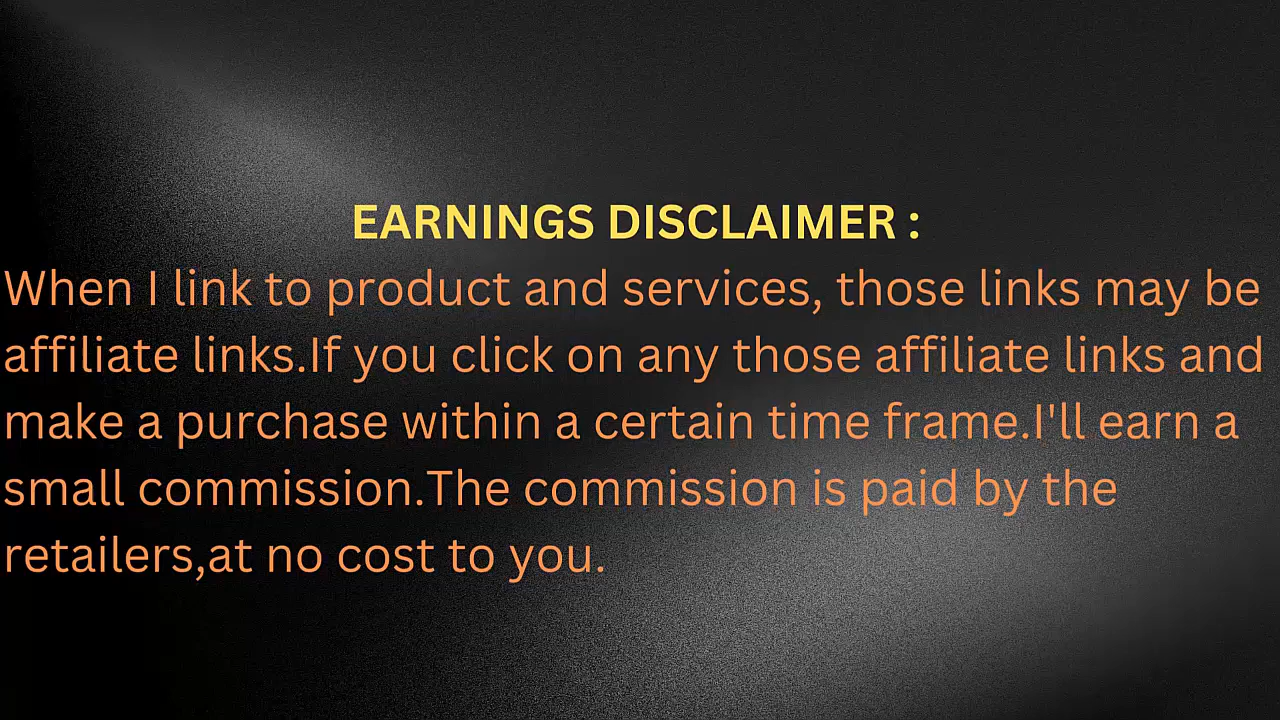 EARNINGS DISCLAIMER :
When I link to product and services, those links may be
affiliate links.If you click on any those affiliate links and
make a purchase within a certain time frame.I'll earn a
small commission.The commission is paid by the
retailers,at no cost to you.